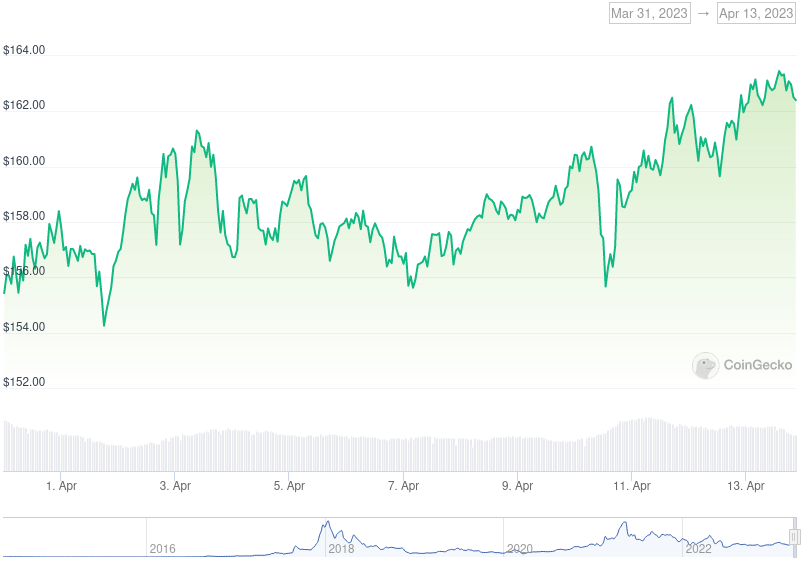 Mar 31, 2023 → Apr 13, 2023
$164.00
$162.00
$160.00
$158.00
$156.00
$154.00
CoinGecko
$152.00
1. Apr 3. Apr 5. Apr 7. Apr 9. Apr 11. Apr 13. Apr
2016 2018 2020 2022